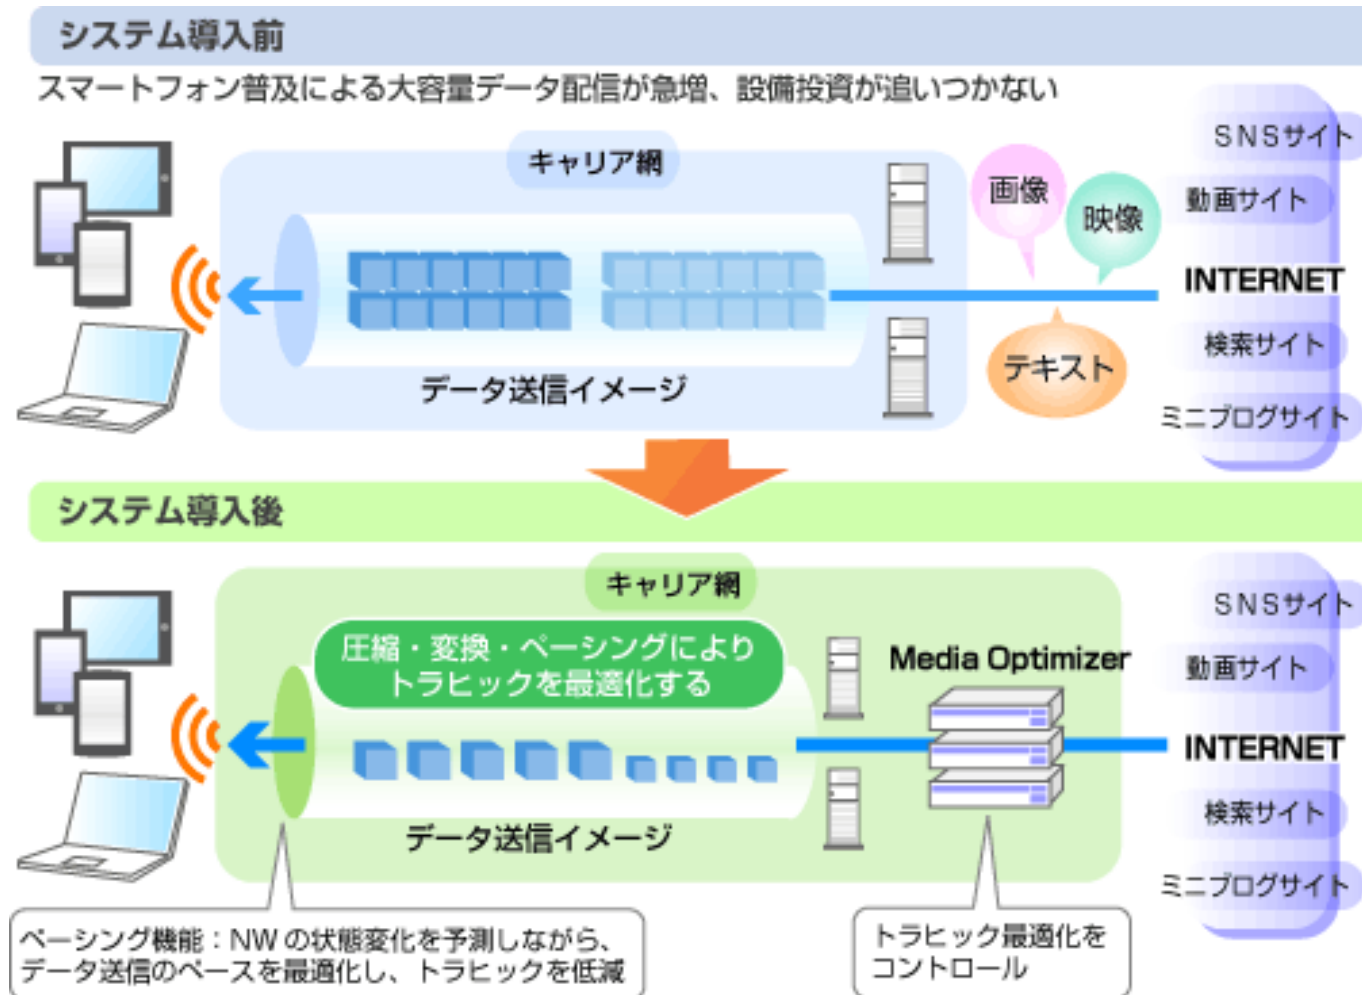 システム導入前
スマートフォン普及による大容量データ配信が急増、設備投資が追いつかない
キャリア網
画像
映像
テキスト
データ送信イメージ
SNSサイト
動画サイト
INTERNET
検索サイト
ミニブログサイト
システム導入後
キャリア網
圧縮・変換・ペーシングにより
トラヒックを最適化する
Media Optimizer
データ送信イメージ
SNSサイト
動画サイト
INTERNET
検索サイト
ミニブログサイト
ペーシング機能：NWの状態変化を予測しながら、
データ送信のペースを最適化し、トラヒックを低減
トラヒック最適化を
コントロール